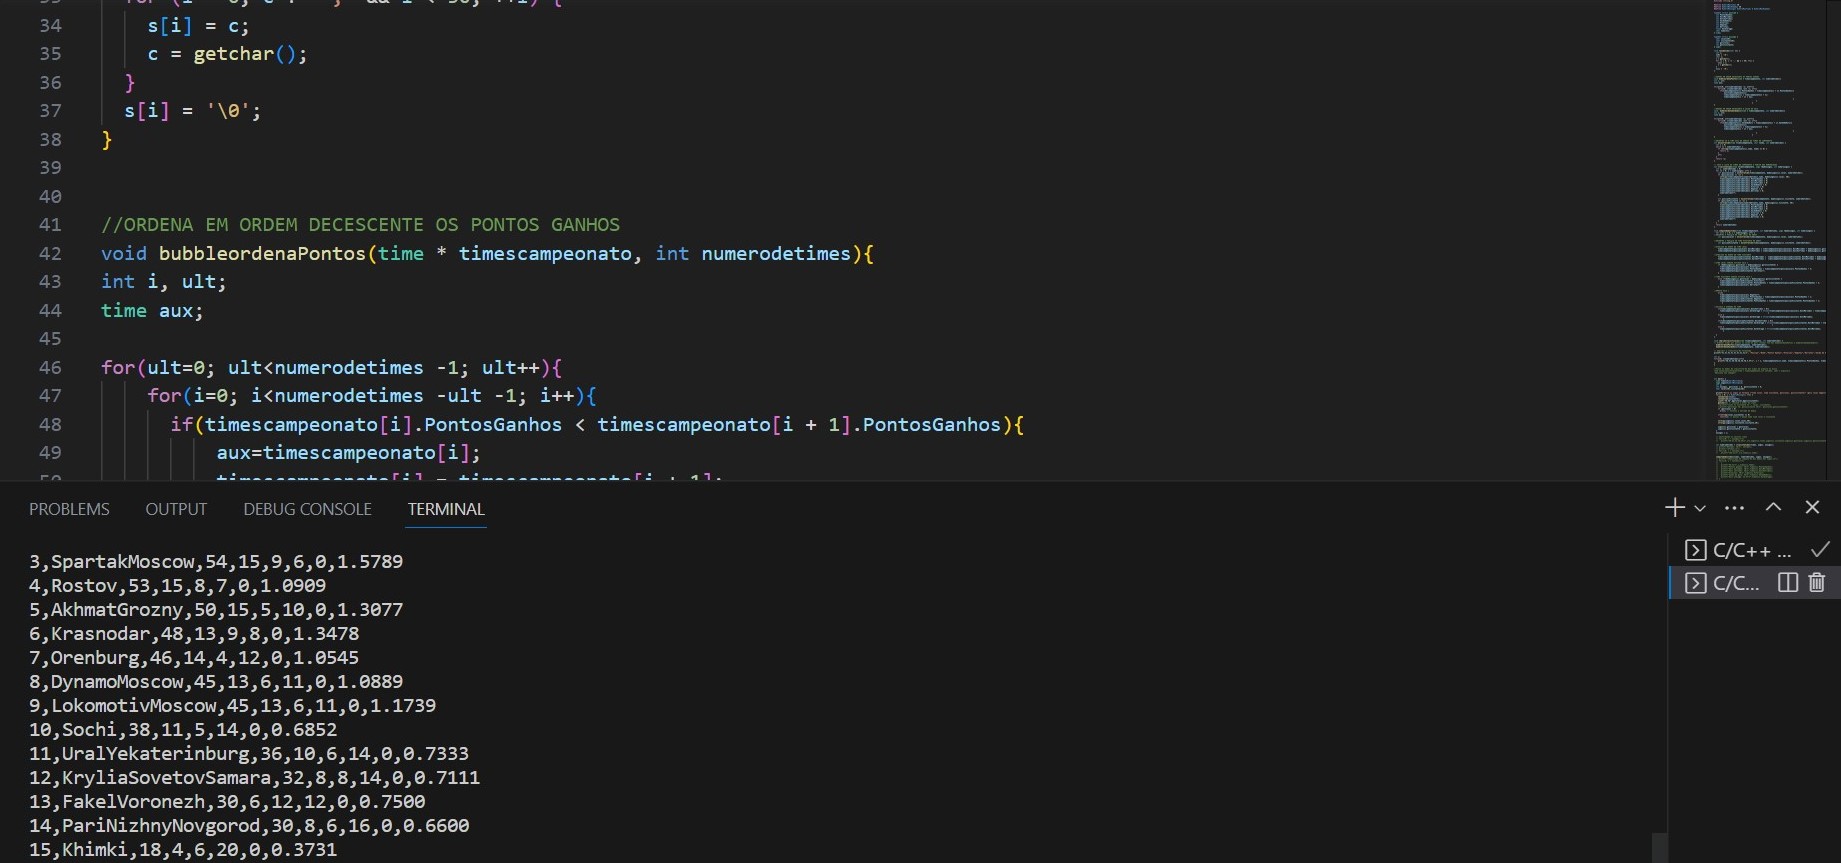 34 s[i] = c;
35 c = getchar();
36 }
37 s[i] = '\0';
38 }
39
40
41 //ORDENA EM ORDEM DECESCENTE OS PONTOS GANHOS
42 void bubbleordenaPontos(time * timescampeonato, int numerodetimes){
43 int i, ult;
44 time aux;
45
46 for(ult=0; ult<numerodetimes -1; ult++){
47 for(i=0; i<numerodetimes -ult -1; i++){
48 if(timescampeonato[i].PontosGanhos < timescampeonato[i + 1].PontosGanhos){
49 aux=timescampeonato[i];
50 timescampeonato[i] = timescampeonato[i + 1];
PROBLEMS OUTPUT DEBUG CONSOLE TERMINAL
3,SpartakMoscow,54,15,9,6,0,1.5789
4,Rostov,53,15,8,7,0,1.0909
5,AkhmatGrozny,50,15,5,10,0,1.3077
6,Krasnodar,48,13,9,8,0,1.3478
7,Orenburg,46,14,4,12,0,1.0545
8,DynamoMoscow,45,13,6,11,0,1.0889
9,LokomotivMoscow,45,13,6,11,0,1.1739
10,Sochi,38,11,5,14,0,0.6852
11,UralYekaterinburg,36,10,6,14,0,0.7333
12,KryliaSovetovSamara,32,8,8,14,0,0.7111
13,FakelVoronezh,30,6,12,12,0,0.7500
14,PariNizhnyNovgorod,30,8,6,16,0,0.6600
15,Khimki,18,4,6,20,0,0.3731
C/C++ ...
C/C...